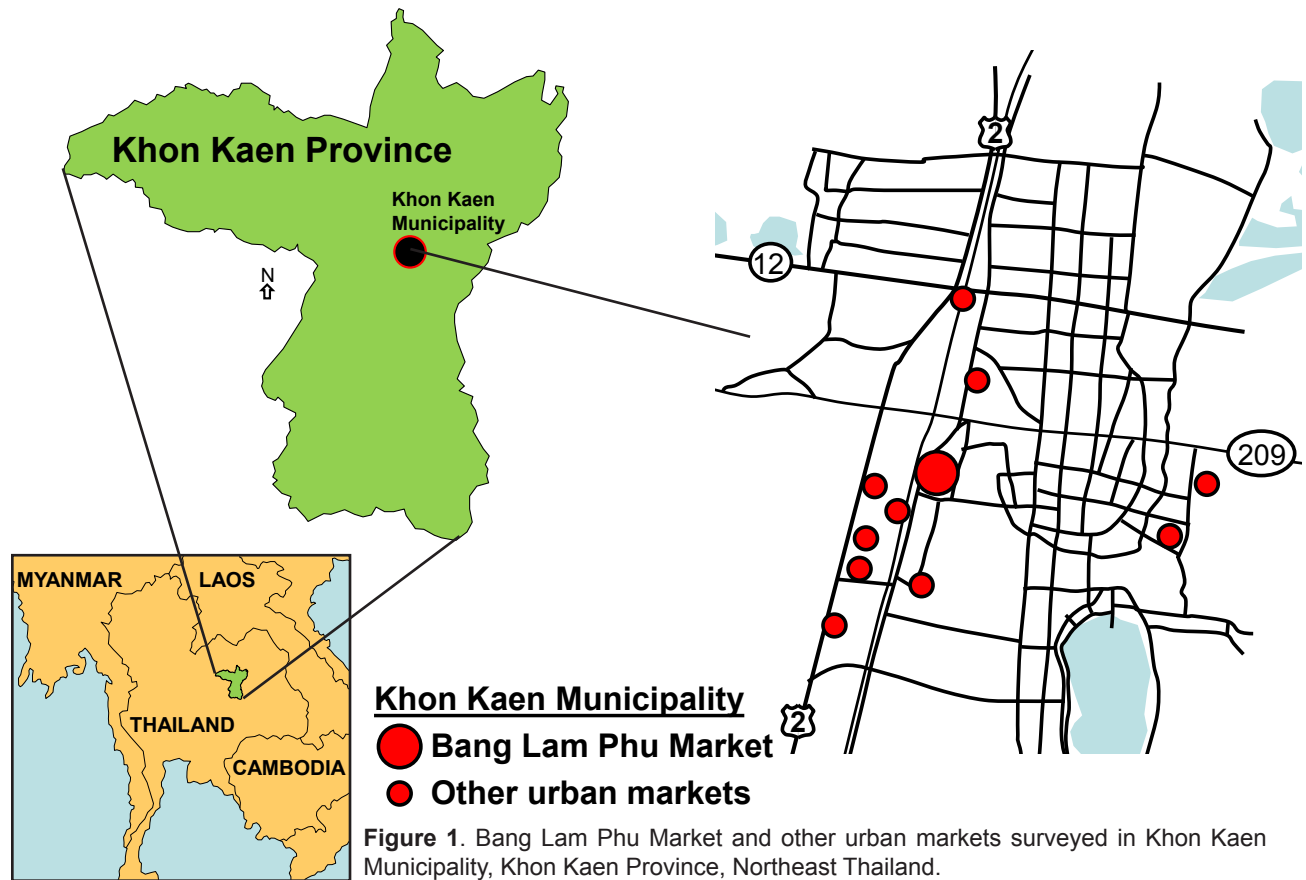 Khon Kaen Province
Khon Kaen
Municipality
N
2
12
209
2
MYANMAR
LAOS
THAILAND
CAMBODIA
Khon Kaen Municipality
Bang Lam Phu Market
Other urban markets
Figure 1. Bang Lam Phu Market and other urban markets surveyed in Khon Kaen
Municipality, Khon Kaen Province, Northeast Thailand.